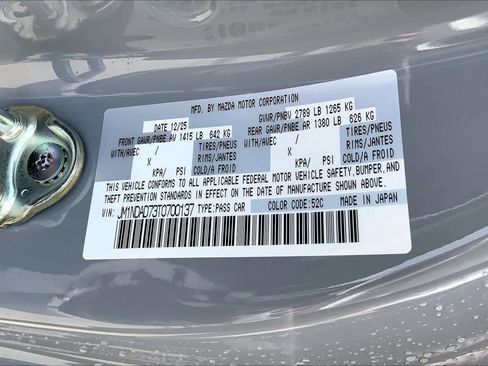 MFD. BY MAZDA MOTOR CORPORATION
DATE 12/25 GVWR/PNBV 2789 LB 1265 KG
FRONT GAWR/PNBE AV 1415 LB 642 KG REAR GAWR/PNBE AR 1380 LB 626 KG
WITH/AVEC / TIRES/PNEUS WITH/AVEC / TIRES/PNEUS
X RIMS/JANTES X RIMS/JANTES
KPA/ PSI COLD/A FROID KPA/ PSI COLD/A FROID
THIS VEHICLE CONFORMS TO ALL APPLICABLE FEDERAL MOTOR VEHICLE SAFETY, BUMPER, AND
THEFT PREVENTION STANDARDS IN EFFECT ON THE DATE OF MANUFACTURE SHOWN ABOVE.
VIN: JM1NDAD73T0700137 TYPE: PASS CAR COLOR CODE: 52C MADE IN JAPAN